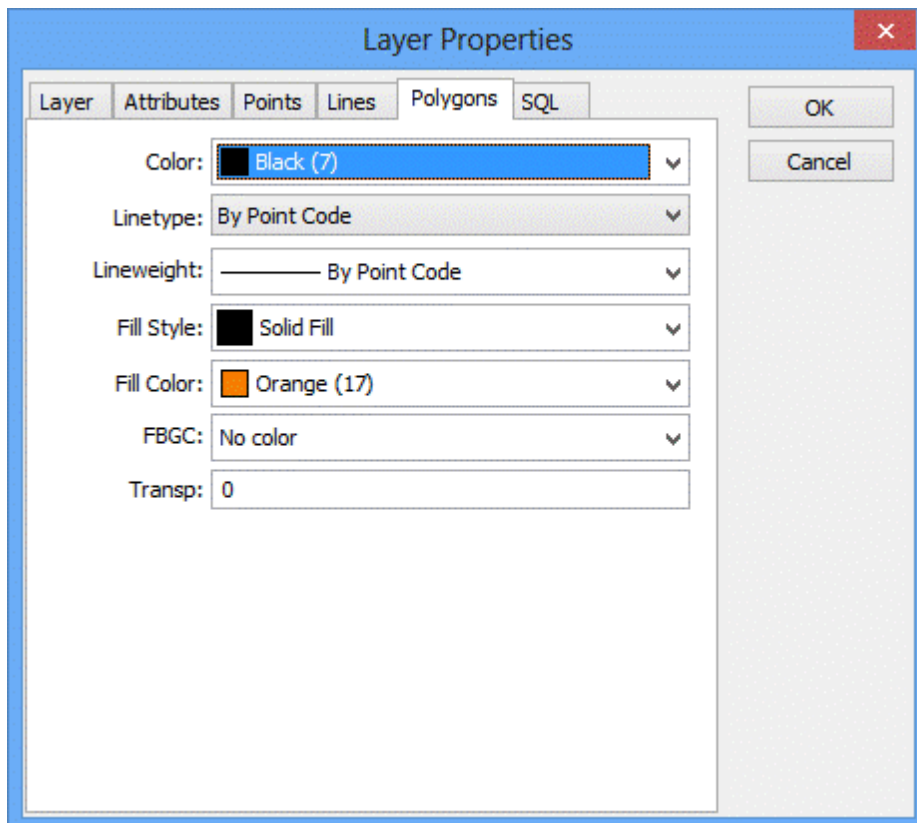 Layer Properties
Layer Attributes Points Lines Polygons SQL
OK
Cancel
Color: Black (7)
Linetype: By Point Code
Lineweight: By Point Code
Fill Style: Solid Fill
Fill Color: Orange (17)
FBGC: No color
Transp: 0